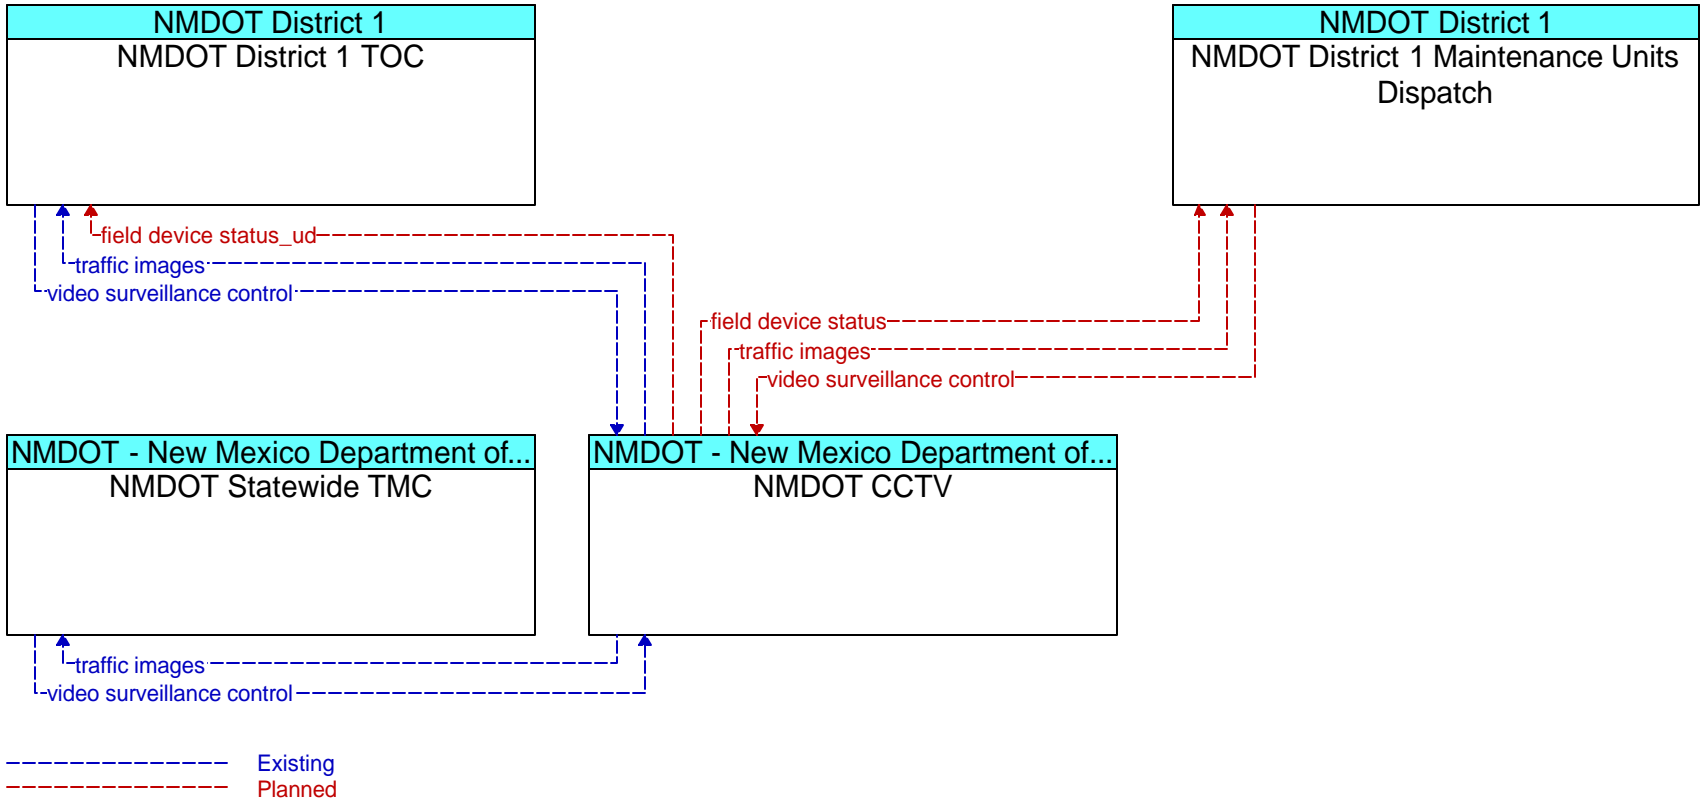 NMDOT District 1
NMDOT District 1 TOC
NMDOT District 1
NMDOT District 1 Maintenance Units
Dispatch
field device status_ud
traffic images
video surveillance control
field device status
traffic images
video surveillance control
NMDOT - New Mexico Department of...
NMDOT Statewide TMC
NMDOT - New Mexico Department of...
NMDOT CCTV
traffic images
video surveillance control
Existing
Planned